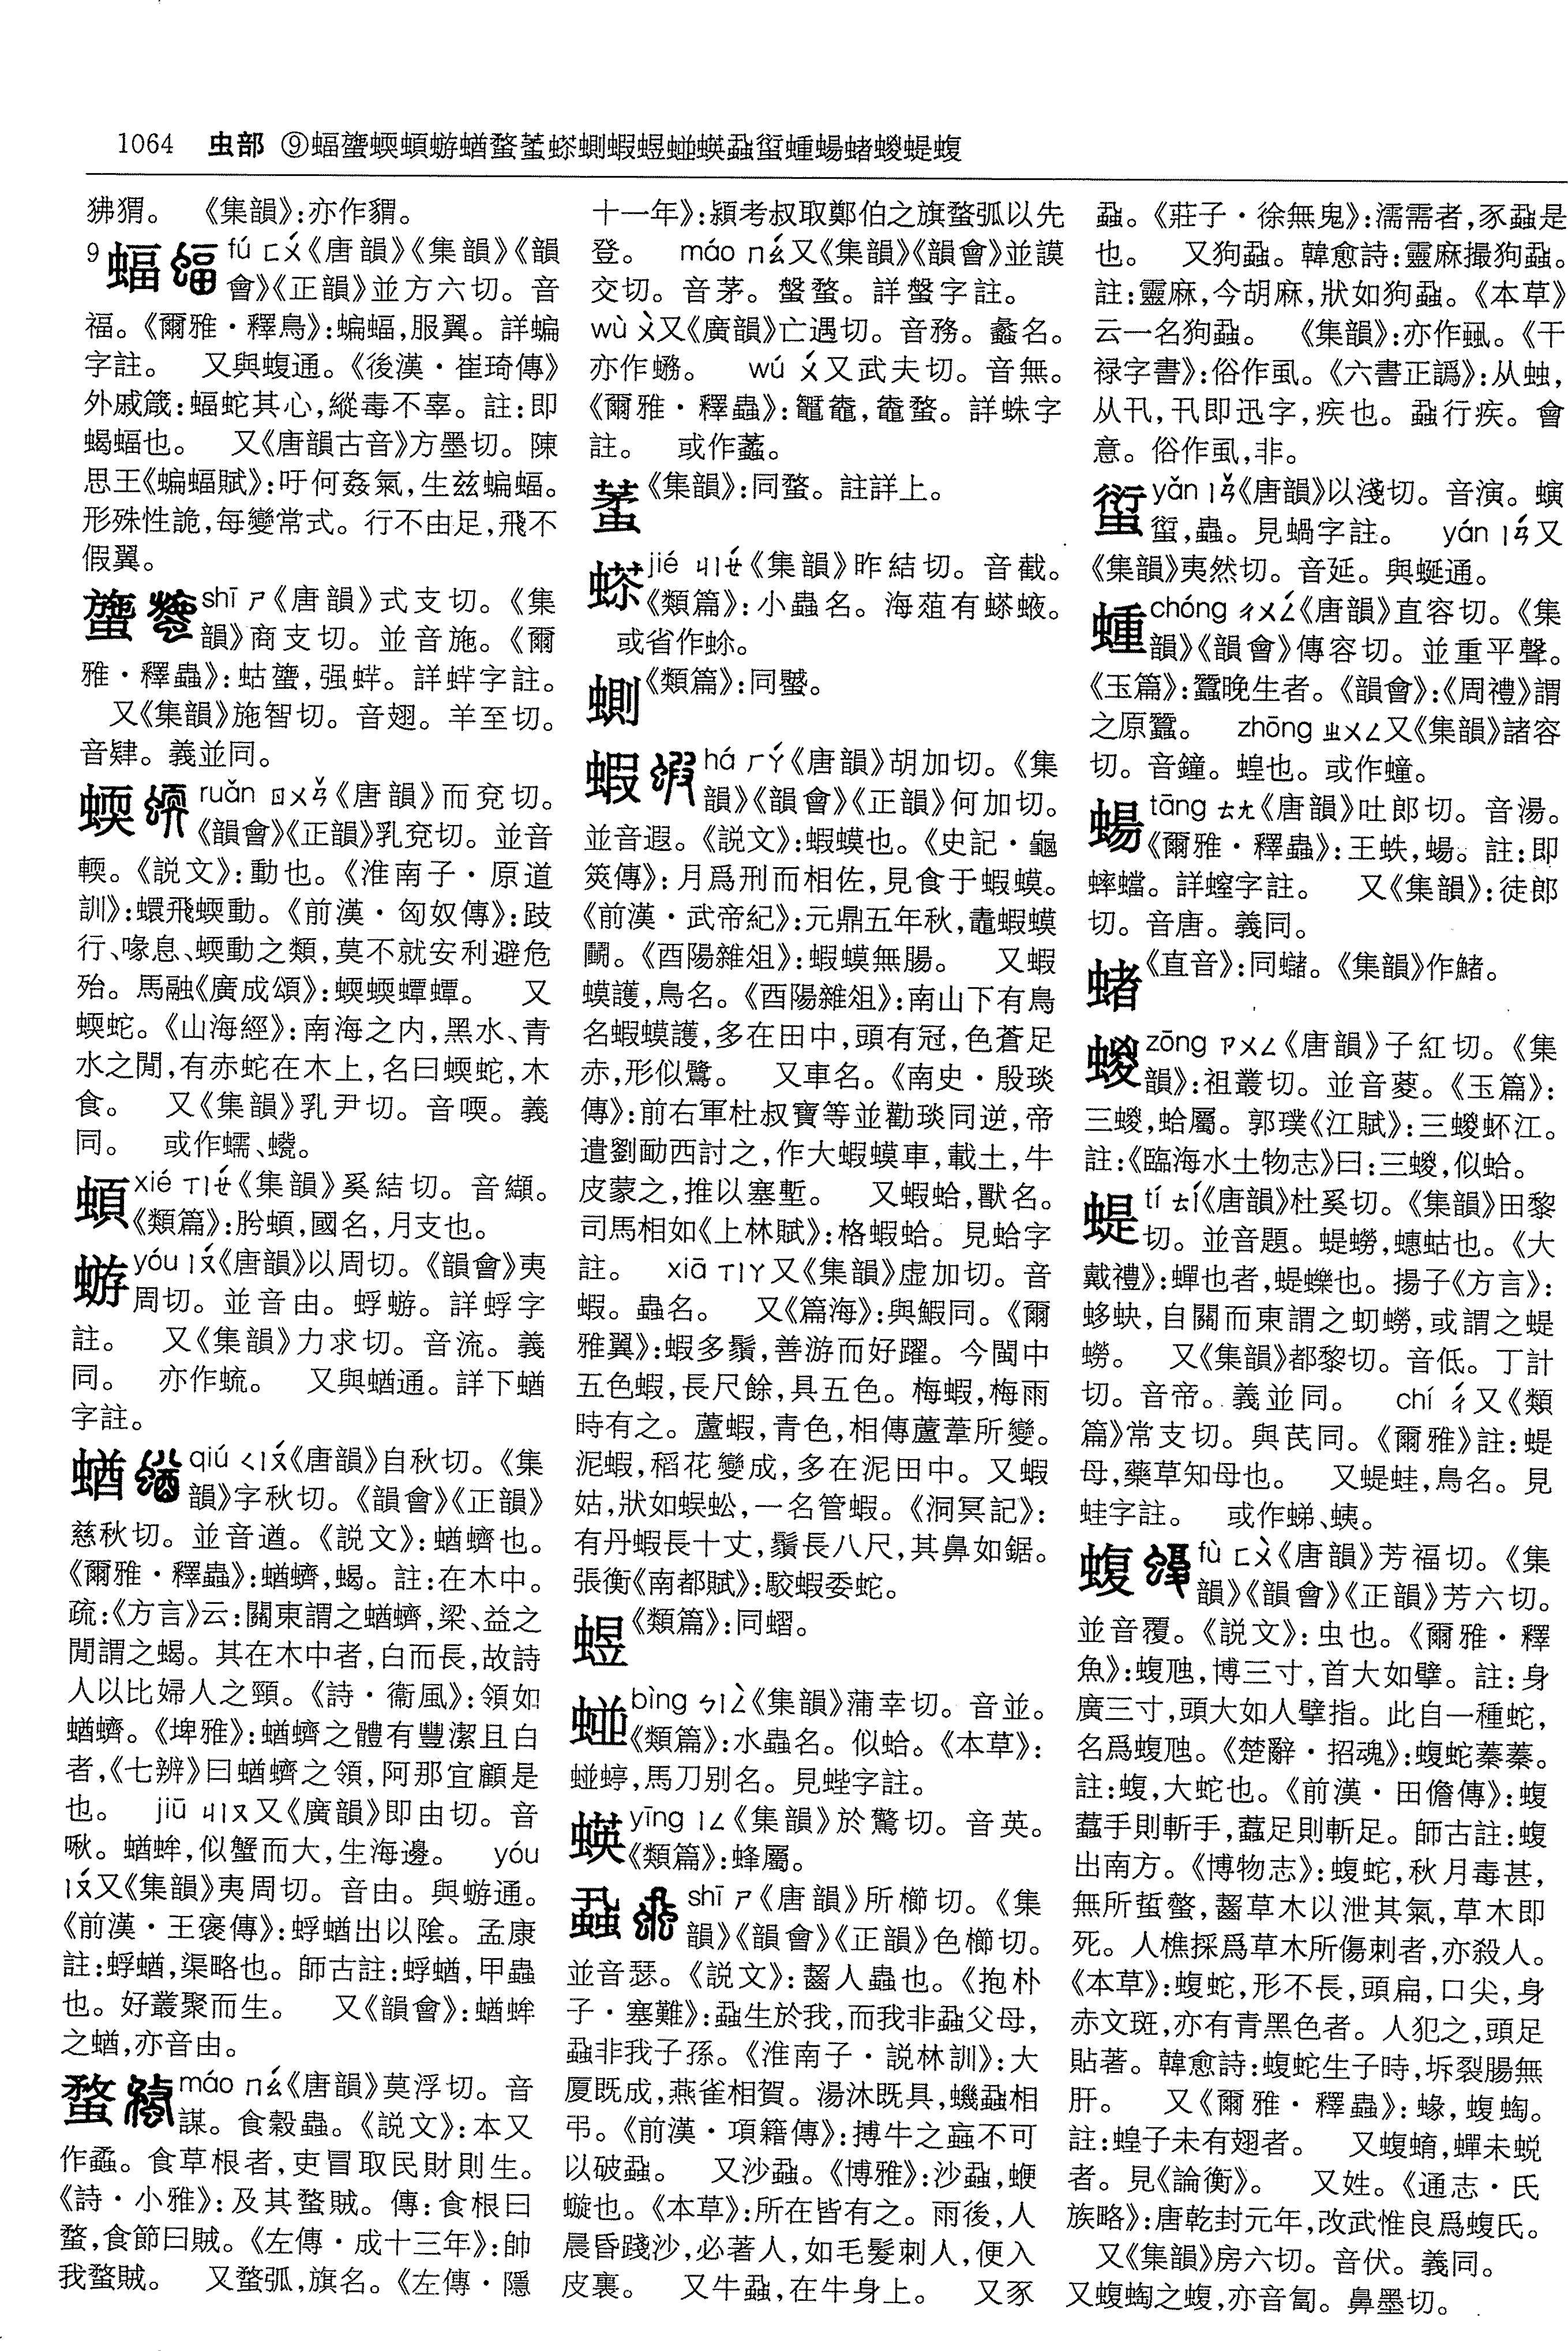 1064 虫部 ⑨蝠䗐蝡蝢蝣蝤蝥䖥蝔蝍蝦蝹蝆蝧蝨蝘蝩蝪蝫蝬蝭蝮
狒猬。 《集韻》:亦作猬。
9 蝠 fú ㄈㄨˊ《唐韻》《集韻》《韻
會》《正韻》並方六切。音
福。《爾雅·釋鳥》:蝙蝠,服翼。詳蝙
字註。 又與蝮通。《後漢·崔琦傳》
外戚箴:蝠蛇其心,縱毒不辜。註:即
蝎蝠也。 又《唐韻古音》方墨切。陳
思王《蝙蝠賦》:吁何姦氣,生兹蝙蝠。
形殊性詭,每變常式。行不由足,飛不
假翼。
䗐 shī ㄕ《唐韻》式支切。《集
韻》商支切。並音施。《爾
雅·釋蟲》:蛄䗐,强蛘。詳蛘字註。
又《集韻》施智切。音翅。羊至切。
音肄。義並同。
蝡 ruǎn ㄖㄨㄢˇ《唐韻》而兗切。
《韻會》《正韻》乳兗切。並音
輭。《説文》:動也。《淮南子·原道
訓》:蠉飛蝡動。《前漢·匈奴傳》:跂
行、喙息、蝡動之類,莫不就安利避危
殆。馬融《廣成頌》:蝡蝡蟫蟫。 又
蝡蛇。《山海經》:南海之内,黑水、青
水之閒,有赤蛇在木上,名曰蝡蛇,木
食。 又《集韻》乳尹切。音㖻。義
同。 或作蠕、㼱。
蝢 xié ㄒㄧㄝˊ《集韻》奚結切。音纈。
《類篇》:肹蝢,國名,月支也。
蝣 yóu ㄧㄡˊ《唐韻》以周切。《韻會》夷
周切。並音由。蜉蝣。詳蜉字
註。 又《集韻》力求切。音流。義
同。 亦作蟉。 又與蝤通。詳下蝤
字註。
蝤 qiú ㄑㄧㄡˊ《唐韻》自秋切。《集
韻》字秋切。《韻會》《正韻》
慈秋切。並音遒。《説文》:蝤蠐也。
《爾雅·釋蟲》:蝤蠐,蝎。註:在木中。
疏:《方言》云:關東謂之蝤蠐,梁、益之
閒謂之蝎。其在木中者,白而長,故詩
人以比婦人之頸。《詩·衞風》:領如
蝤蠐。《埤雅》:蝤蠐之體有豐潔且白
者,《七辨》曰蝤蠐之領,阿那宜顧是
也。 jiū ㄐㄧㄡ又《廣韻》即由切。音
啾。蝤蛑,似蟹而大,生海邊。 yóu
ㄧㄡˊ又《集韻》夷周切。音由。與蝣通。
《前漢·王褒傳》:蜉蝤出以陰。孟康
註:蜉蝤,渠略也。師古註:蜉蝤,甲蟲
也。好叢聚而生。 又《韻會》:蝤蛑
之蝤,亦音由。
蝥 máo ㄇㄠˊ《唐韻》莫浮切。音
謀。食穀蟲。《説文》:本又
作蟊。食草根者,吏冒取民財則生。
《詩·小雅》:及其蝥賊。傳:食根曰
蝥,食節曰賊。《左傳·成十三年》:帥
我蝥賊。 又蝥弧,旗名。《左傳·隱
十一年》:潁考叔取鄭伯之旗蝥弧以先
登。 máo ㄇㄠˊ又《集韻》《韻會》並謨
交切。音茅。螌蝥。詳螌字註。
wù ㄨˋ又《廣韻》亡遇切。音務。蠡名。
亦作蟱。 wú ㄨˊ又武夫切。音無。
《爾雅·釋蟲》:鼅鼄,鼄蝥。詳蛛字
註。 或作蟊。
《集韻》:同蝥。註詳上。
jié ㄐㄧㄝˊ《集韻》昨結切。音截。
《類篇》:小蟲名。海葅有蝔䖳。
或省作蚥。
《類篇》:同蠈。
蝦 há ㄏㄚˊ《唐韻》胡加切。《集
韻》《韻會》《正韻》何加切。
並音遐。《説文》:蝦蟆也。《史記·龜
筴傳》:月爲刑而相佐,見食于蝦蟆。
《前漢·武帝紀》:元鼎五年秋,鼃蝦蟆
鬭。《酉陽雜俎》:蝦蟆無腸。 又蝦
蟆護,鳥名。《酉陽雜俎》:南山下有鳥
名蝦蟆護,多在田中,頭有冠,色蒼足
赤,形似鷺。 又車名。《南史·殷琰
傳》:前右軍杜叔寶等並勸琰同逆,帝
遣劉勔西討之,作大蝦蟆車,載土,牛
皮蒙之,推以塞塹。 又蝦蛤,獸名。
司馬相如《上林賦》:格蝦蛤。見蛤字
註。 xiā ㄒㄧㄚ又《集韻》虚加切。音
蝦。蟲名。 又《篇海》:與鰕同。《爾
雅翼》:蝦多鬚,善游而好躍。今閩中
五色蝦,長尺餘,具五色。梅蝦,梅雨
時有之。蘆蝦,青色,相傳蘆葦所變。
泥蝦,稻花變成,多在泥田中。又蝦
姑,狀如蜈蚣,一名管蝦。《洞冥記》:
有丹蝦長十丈,鬚長八尺,其鼻如鋸。
張衡《南都賦》:駮蝦委蛇。
《類篇》:同蠮。
bìng ㄅㄧㄥˋ《集韻》蒲幸切。音並。
《類篇》:水蟲名。似蛤。《本草》:
䗒蝏,馬刀别名。見蜌字註。
蝧 yīng ㄧㄥ《集韻》於驚切。音英。
《類篇》:蜂屬。
蝨 shī ㄕ《唐韻》所櫛切。《集
韻》《韻會》《正韻》色櫛切。
並音瑟。《説文》:齧人蟲也。《抱朴
子·塞難》:蝨生於我,而我非蝨父母,
蝨非我子孫。《淮南子·説林訓》:大
厦既成,燕雀相賀。湯沐既具,蟣蝨相
弔。《前漢·項籍傳》:搏牛之蝱不可
以破蝨。 又沙蝨。《博雅》:沙蝨,蝘
蜁也。《本草》:所在皆有之。雨後,人
晨昏踐沙,必著人,如毛髮刺人,便入
皮裏。 又牛蝨,在牛身上。 又豕
蝨。《莊子·徐無鬼》:濡需者,豕蝨是
也。 又狗蝨。韓愈詩:靈麻撮狗蝨。
註:靈麻,今胡麻,狀如狗蝨。《本草》
云一名狗蝨。 《集韻》:亦作䖝。《干
禄字書》:俗作虱。《六書正譌》:从䖵,
从卂,卂即迅字,疾也。蝨行疾。會
意。俗作虱,非。
yǎn ㄧㄢˇ《唐韻》以淺切。音演。螾
䘆,蟲。見蝸字註。 yán ㄧㄢˊ又
《集韻》夷然切。音延。與蜒通。
蝩 chóng ㄔㄨㄥˊ《唐韻》直容切。《集
韻》《韻會》傳容切。並重平聲。
《玉篇》:蠶晚生者。《韻會》:《周禮》謂
之原蠶。 zhōng ㄓㄨㄥ又《集韻》諸容
切。音鐘。蝗也。或作蟲。
蝪 tāng ㄊㄤ《唐韻》吐郎切。音湯。
《爾雅·釋蟲》:王蛈,蝪。註:即
螲蟷。詳螳字註。 又《集韻》:徒郎
切。音唐。義同。
蝫 《直音》:同蠩。《集韻》作䱩。
蝬 zōng ㄗㄨㄥ《唐韻》子紅切。《集
韻》:祖叢切。並音葼。《玉篇》:
三蝬,蛤屬。郭璞《江賦》:三蝬虾江。
註:《臨海水土物志》曰:三蝬,似蛤。
蝭 tí ㄊㄧˊ《唐韻》杜奚切。《集韻》田黎
切。並音題。蝭蟧,蟪蛄也。《大
戴禮》:蟬也者,蝭蠑也。揚子《方言》:
蛥蚗,自關而東謂之虭蟧,或謂之蝭
蟧。 又《集韻》都黎切。音低。丁計
切。音帝。義並同。 chí ㄔˊ又《類
篇》常支切。與茋同。《爾雅》註:蝭
母,藥草知母也。 又蝭蛙,鳥名。見
蛙字註。 或作蝏、蛦。
蝮 fù ㄈㄨˋ《唐韻》芳福切。《集
韻》《韻會》《正韻》芳六切。
並音覆。《説文》:虫也。《爾雅·釋
魚》:蝮虺,博三寸,首大如擘。註:身
廣三寸,頭大如人擘指。此自一種蛇,
名爲蝮虺。《楚辭·招魂》:蝮蛇蓁蓁。
註:蝮,大蛇也。《前漢·田儋傳》:蝮
蠚手則斬手,蠚足則斬足。師古註:蝮
出南方。《博物志》:蝮蛇,秋月毒甚,
無所蜇螫,齧草木以泄其氣,草木即
死。人樵採爲草木所傷刺者,亦殺人。
《本草》:蝮蛇,形不長,頭扁,口尖,身
赤文斑,亦有青黑色者。人犯之,頭足
貼著。韓愈詩:蝮蛇生子時,坼裂腸無
肝。 又《爾雅·釋蟲》:蝝,蝮蜪。
註:蝗子未有翅者。 又蝮蜟,蟬未蜕
者。見《論衡》。 又姓。《通志·氏
族略》:唐乾封元年,改武惟良爲蝮氏。
又《集韻》房六切。音伏。義同。
又蝮蜪之蝮,亦音匐。鼻墨切。